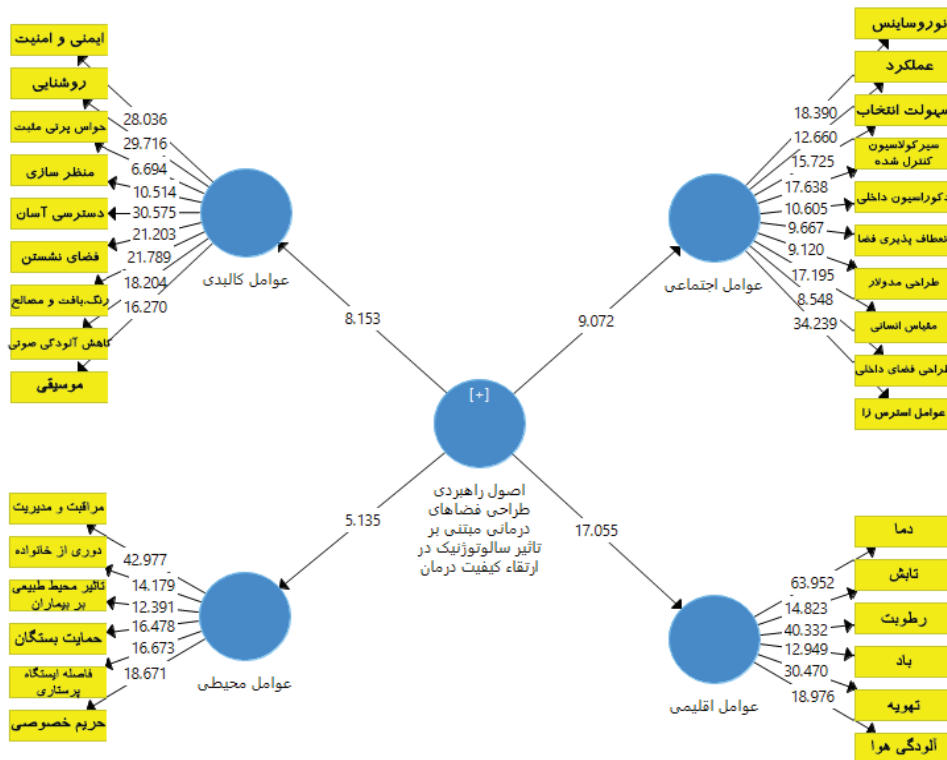 ایمنی و امنیت
روشنایی
حواس پرتی مثبت
منظر سازی
دسترسی آسان
فضای نشستن
رنگ،بافت و مصالح
کاهش آلودگی صوتی
موسیقی
28.036
29.716
6.694
10.514
30.575
21.203
21.789
18.204
16.270
عوامل کالبدی
8.153
نوروساینس
عملکرد
سهولت انتخاب
سیرکولاسیون
کنترل شده
دکوراسیون داخلی
انعطاف پذیری فضا
طراحی مدولار
مقیاس انسانی
طراحی فضای داخلی
عوامل استرس زا
18.390
12.660
15.725
17.638
10.605
9.667
9.120
17.195
8.548
34.239
عوامل اجتماعی
9.072
[+]
اصول راهبردی
طراحی فضاهای
درمانی مبتنی بر
تاثیر سالوتوژنیک در
ارتقاء کیفیت درمان
5.135
17.055
مراقبت و مدیریت
دوری از خانواده
تاثیر محیط طبیعی
بر بیماران
حمایت بستگان
فاصله ایستگاه
پرستاری
حریم خصوصی
42.977
14.179
12.391
16.478
16.673
18.671
عوامل محیطی
دما
تابش
رطوبت
باد
تهویه
آلودگی هوا
63.952
14.823
40.332
12.949
30.470
18.976
عوامل اقلیمی